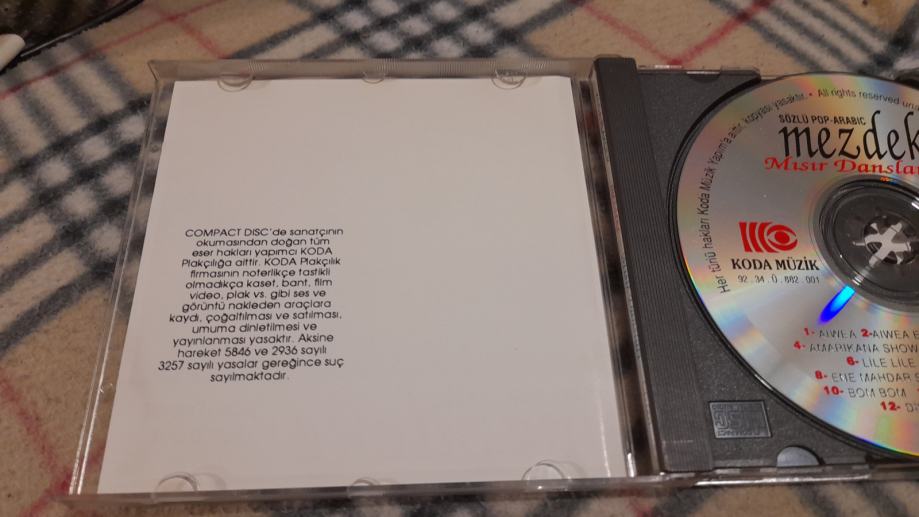 COMPACT DISC'de sanatçının
okumasından doğan tüm
eser hakları yapımcı KODA
Plakçılığa aittir. KODA Plakçılık
firmasının noterlikçe tastikli
olmadıkça kaset, bant, film
video, plak vs. gibi ses ve
görüntü nakleden araçlara
kaydı, çoğaltılması ve satılması,
umuma dinletilmesi ve
yayınlanması yasaktır. Aksine
hareket 5846 ve 2936 sayılı
3257 sayılı yasalar gereğince suç
sayılmaktadır.
Her türlü hakları Koda Müzik Yapım'a aittir, kopyası yasaktır. • All rights reserved
SÖZLÜ POP-ARABIC
mezdek
Mısır Dansla
KODA MÜZİK
92.34.Ü.662.001
1- AIWEA 2-AIWEA
4- AMARIKANA SHOW
6- LILE LILE
8- ENE MAHDAR
10- BOM BOM
12-